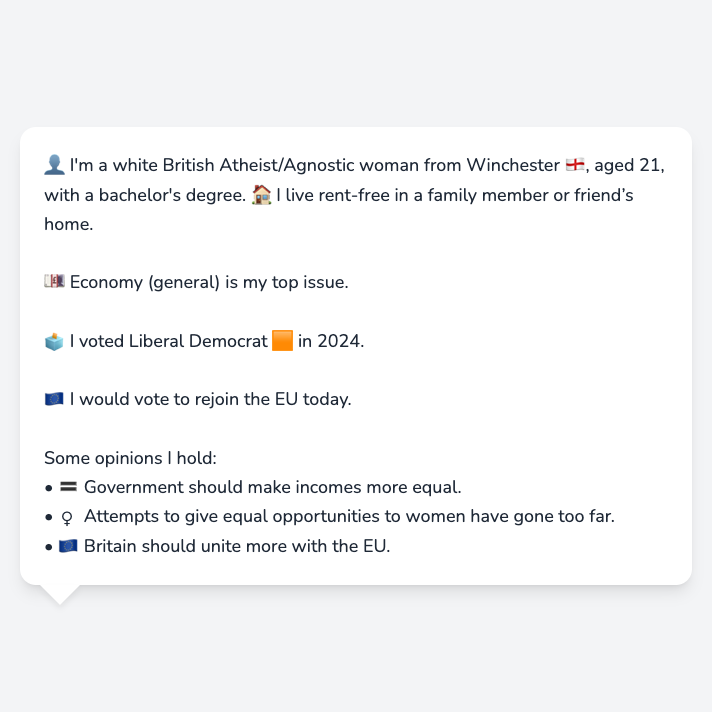 👤 I'm a white British Atheist/Agnostic woman from Winchester 🏴󠁧󠁢󠁥󠁮󠁧󠁿, aged 21,
with a bachelor's degree. 🏠 I live rent-free in a family member or friend’s
home.
💷 Economy (general) is my top issue.
🗳️ I voted Liberal Democrat 🟧 in 2024.
🇪🇺 I would vote to rejoin the EU today.
Some opinions I hold:
• 🟰 Government should make incomes more equal.
• ♀ Attempts to give equal opportunities to women have gone too far.
• 🇪🇺 Britain should unite more with the EU.